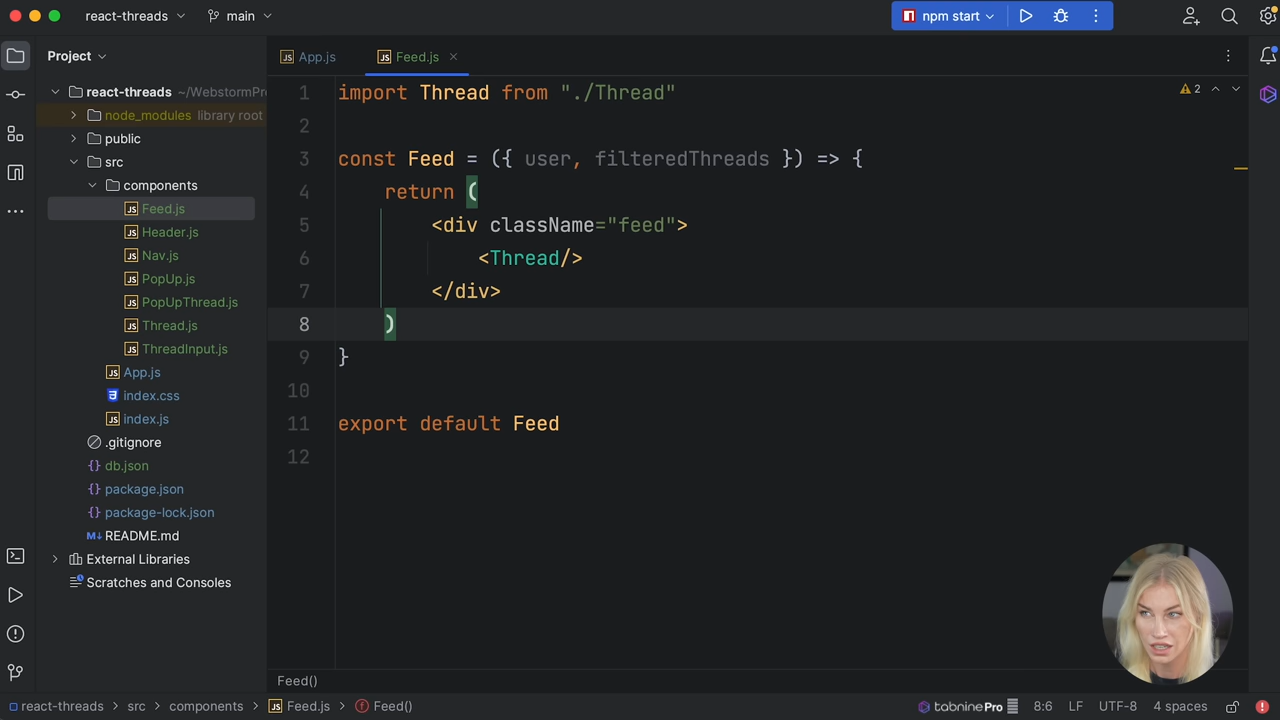 react-threads main npm start
Project App.js Feed.js
react-threads ~/WebstormPro
node_modules library root
public
src
components
Feed.js
Header.js
Nav.js
PopUp.js
PopUpThread.js
Thread.js
ThreadInput.js
App.js
index.css
index.js
.gitignore
db.json
package.json
package-lock.json
README.md
External Libraries
Scratches and Consoles
2
1 import Thread from "./Thread"
2
3 const Feed = ({ user, filteredThreads }) => {
4 return (
5 <div className="feed">
6 <Thread/>
7 </div>
8 )
9 }
10
11 export default Feed
12
Feed()
react-threads > src > components > Feed.js > Feed()
tabninePro 8:6 LF UTF-8 4 spaces